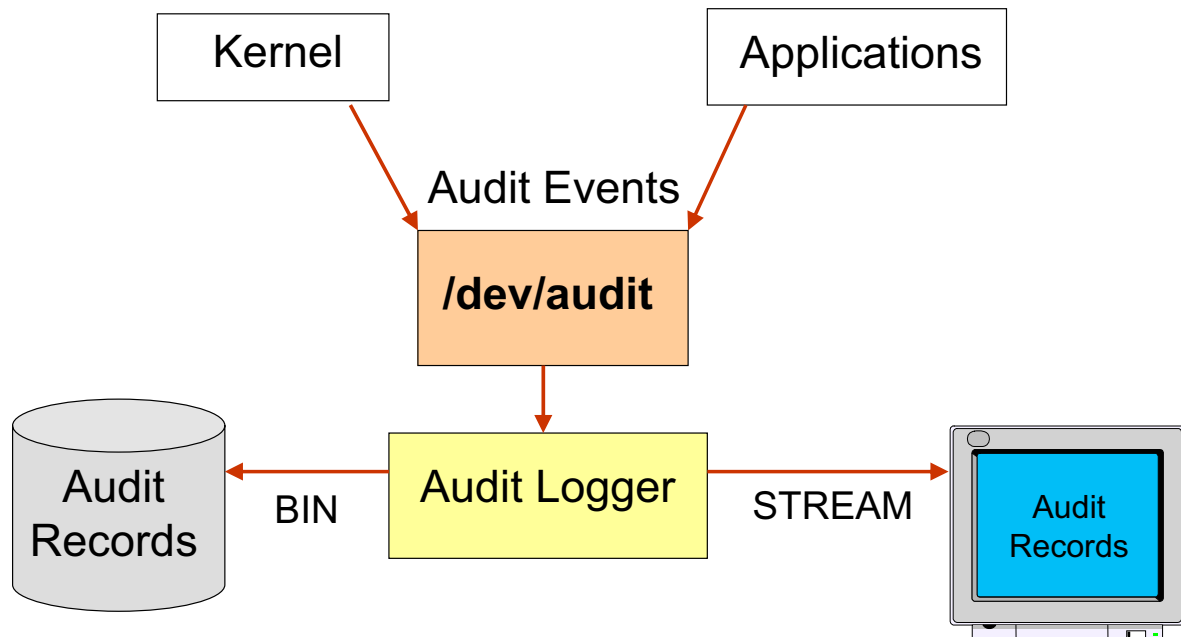 Kernel
Applications
Audit Events
/dev/audit
Audit
Records
BIN
Audit Logger
STREAM
Audit
Records